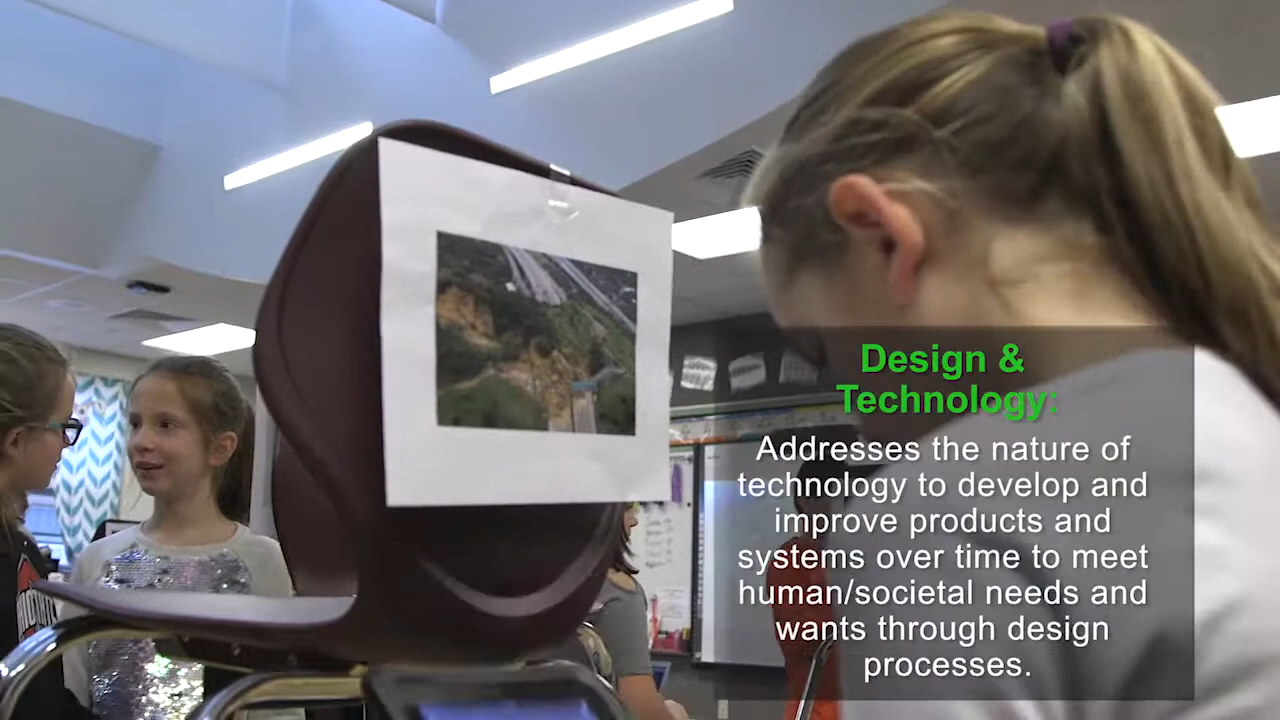 Design &
Technology:
Addresses the nature of
technology to develop and
improve products and
systems over time to meet
human/societal needs and
wants through design
processes.